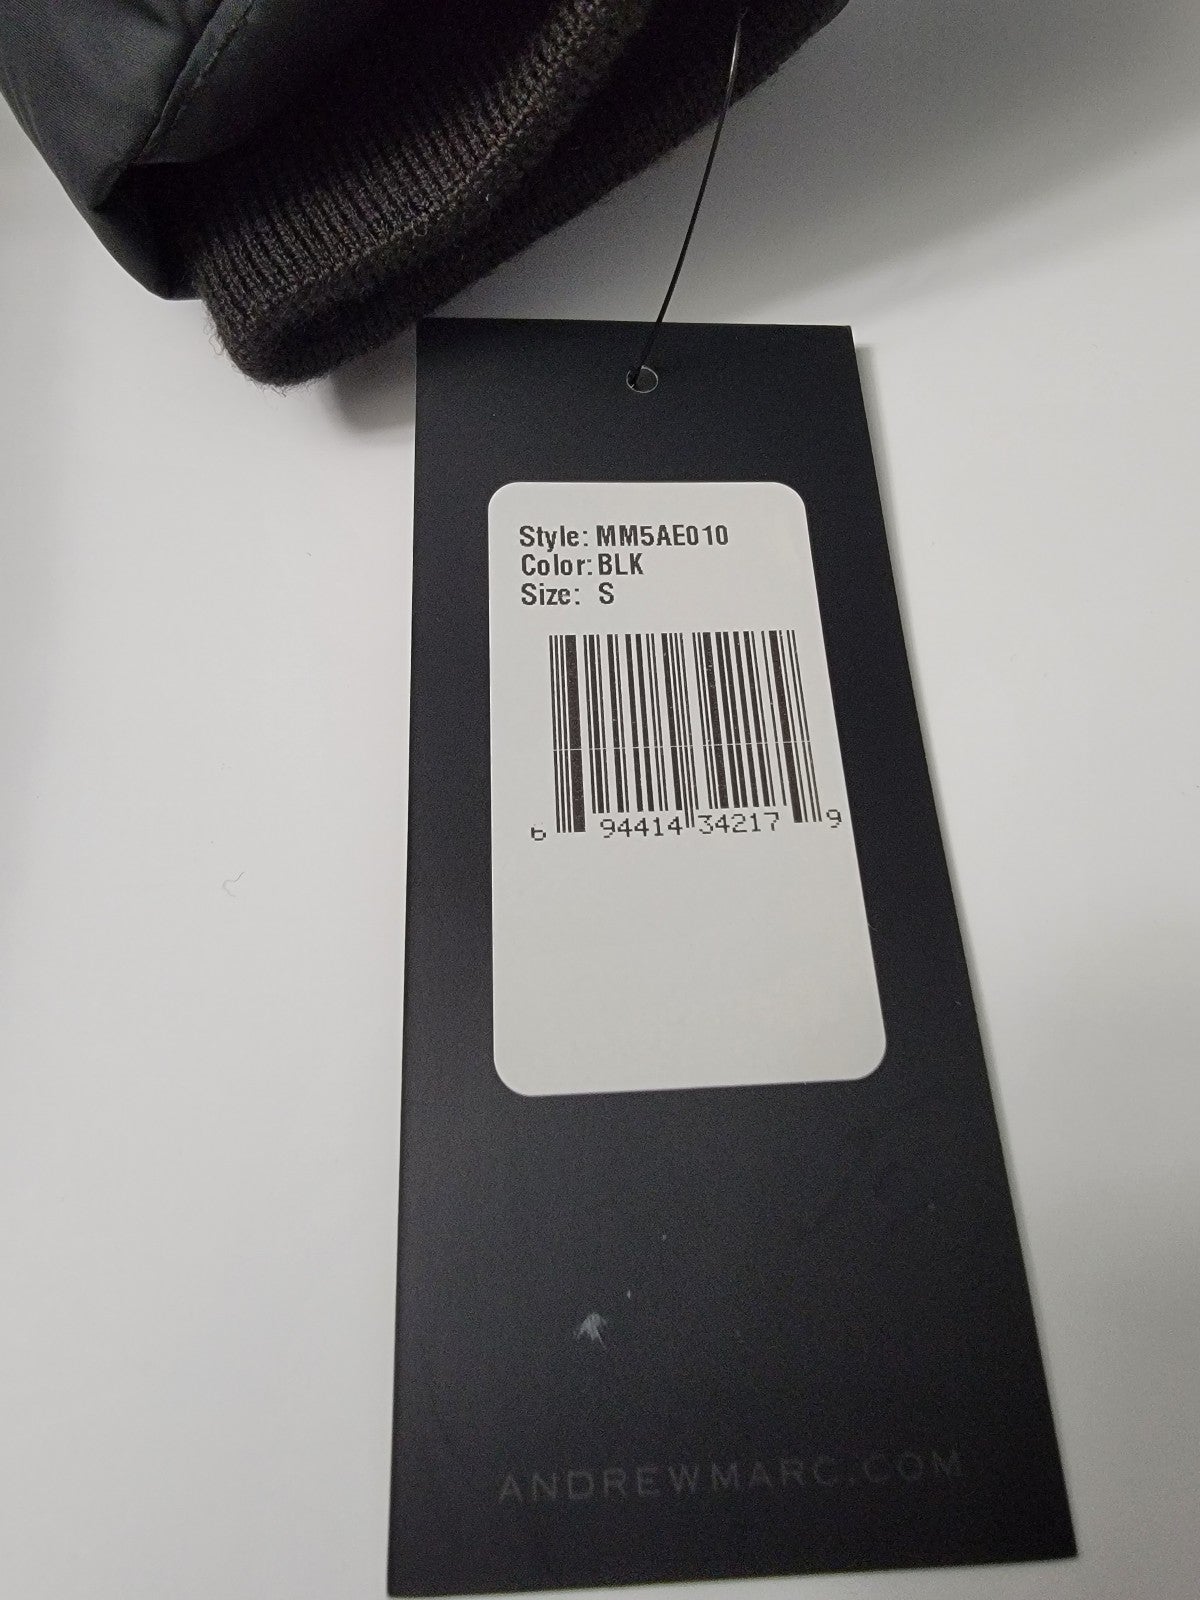 Style: MM5AE010
Color: BLK
Size: S
6 94414 34217 9
ANDREWMARC.COM